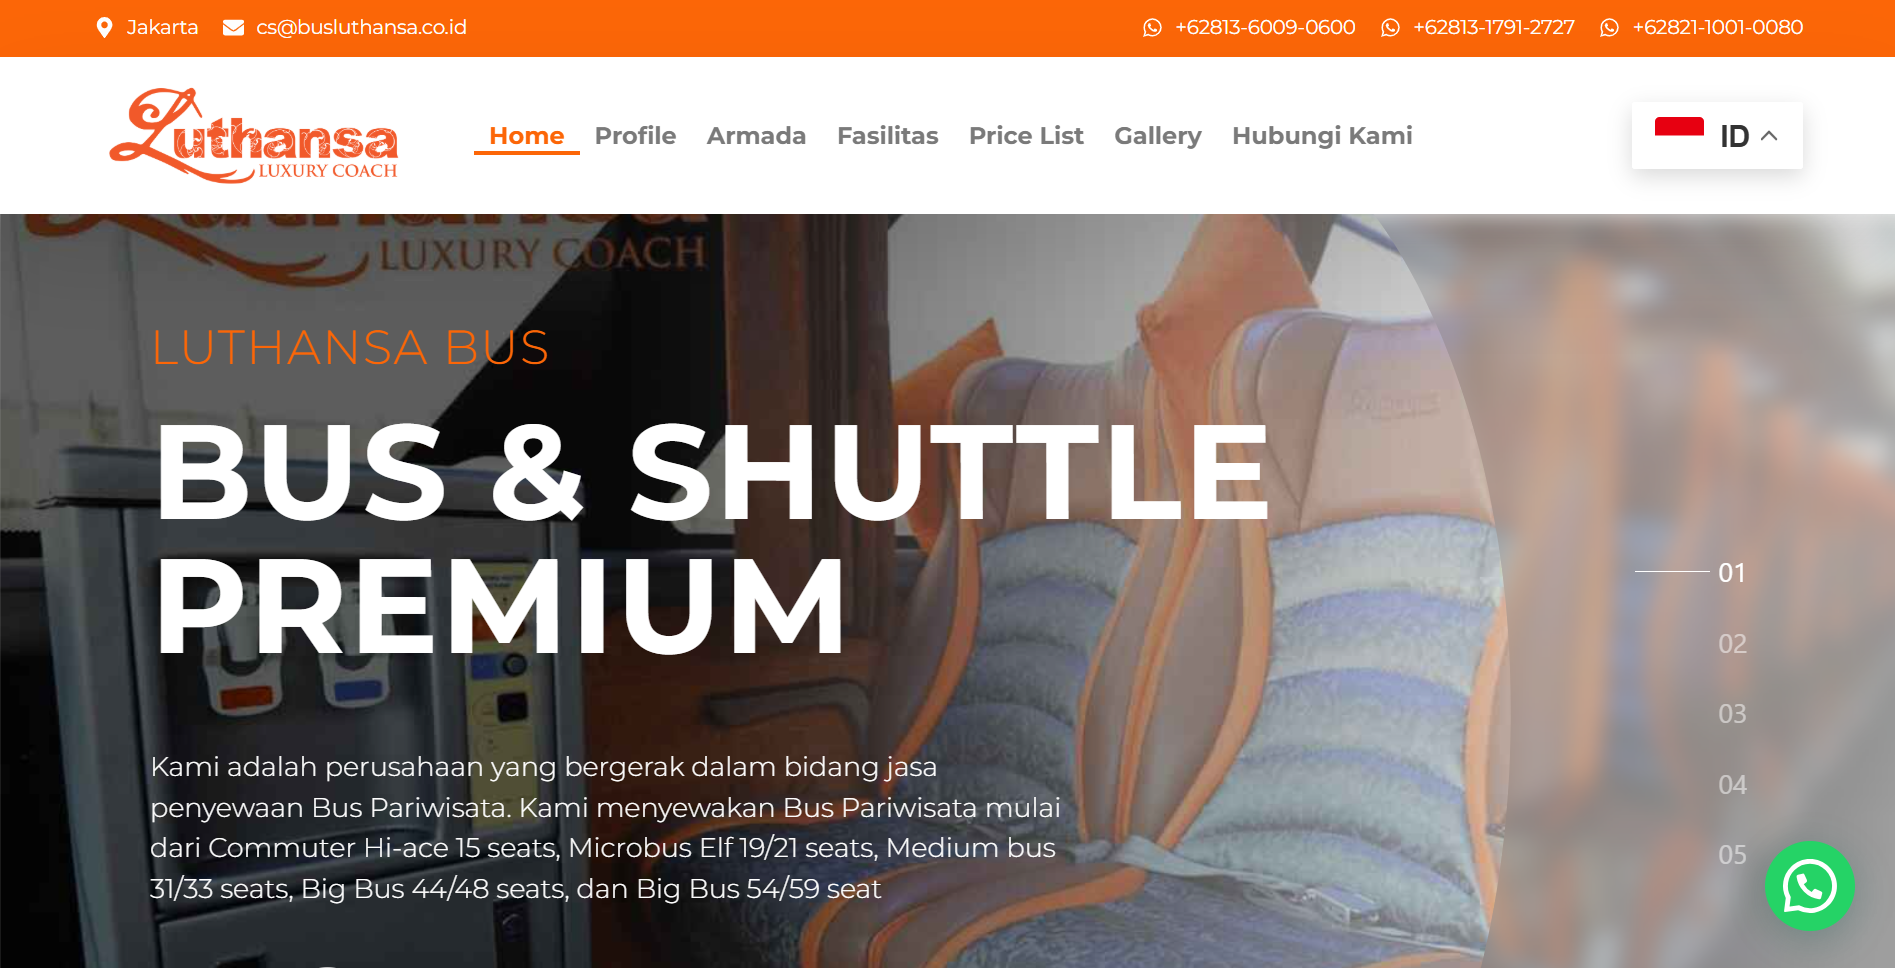 Jakarta
cs@busluthansa.co.id
+62813-6009-0600
+62813-1791-2727
+62821-1001-0080
Luthansa
LUXURY COACH
Home
Profile
Armada
Fasilitas
Price List
Gallery
Hubungi Kami
ID
LUXURY COACH
LUTHANSA BUS
BUS & SHUTTLE
PREMIUM
Kami adalah perusahaan yang bergerak dalam bidang jasa
penyewaan Bus Pariwisata. Kami menyewakan Bus Pariwisata mulai
dari Commuter Hi-ace 15 seats, Microbus Elf 19/21 seats, Medium bus
31/33 seats, Big Bus 44/48 seats, dan Big Bus 54/59 seat
01
02
03
04
05